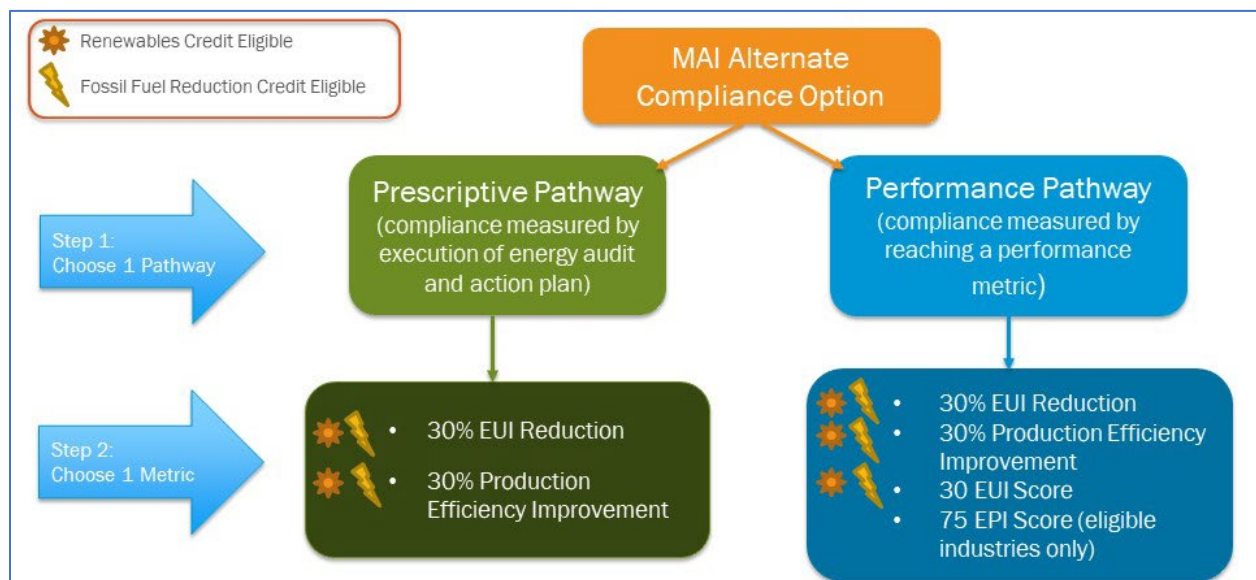 Renewables Credit Eligible
Fossil Fuel Reduction Credit Eligible
MAI Alternate
Compliance Option
Step 1:
Choose 1 Pathway
Prescriptive Pathway
(compliance measured by
execution of energy audit
and action plan)
Performance Pathway
(compliance measured by
reaching a performance
metric)
Step 2:
Choose 1 Metric
• 30% EUI Reduction
• 30% Production
Efficiency Improvement
• 30% EUI Reduction
• 30% Production Efficiency
Improvement
• 30 EUI Score
• 75 EPI Score (eligible
industries only)